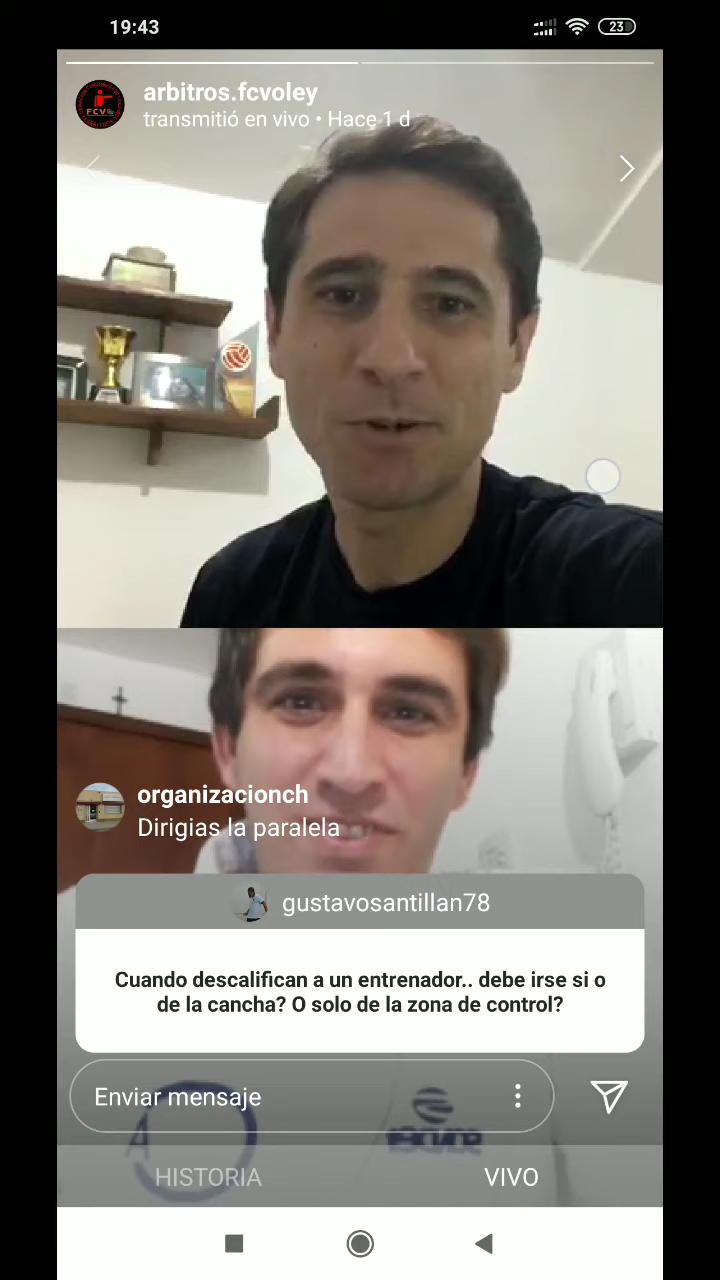 19:43
23
arbitros.fcvoley
transmitió en vivo • Hace 1 d
FCV
organizacionch
Dirigias la paralela
gustavosantillan78
Cuando descalifican a un entrenador.. debe irse si o
de la cancha? O solo de la zona de control?
Enviar mensaje
HISTORIA
VIVO